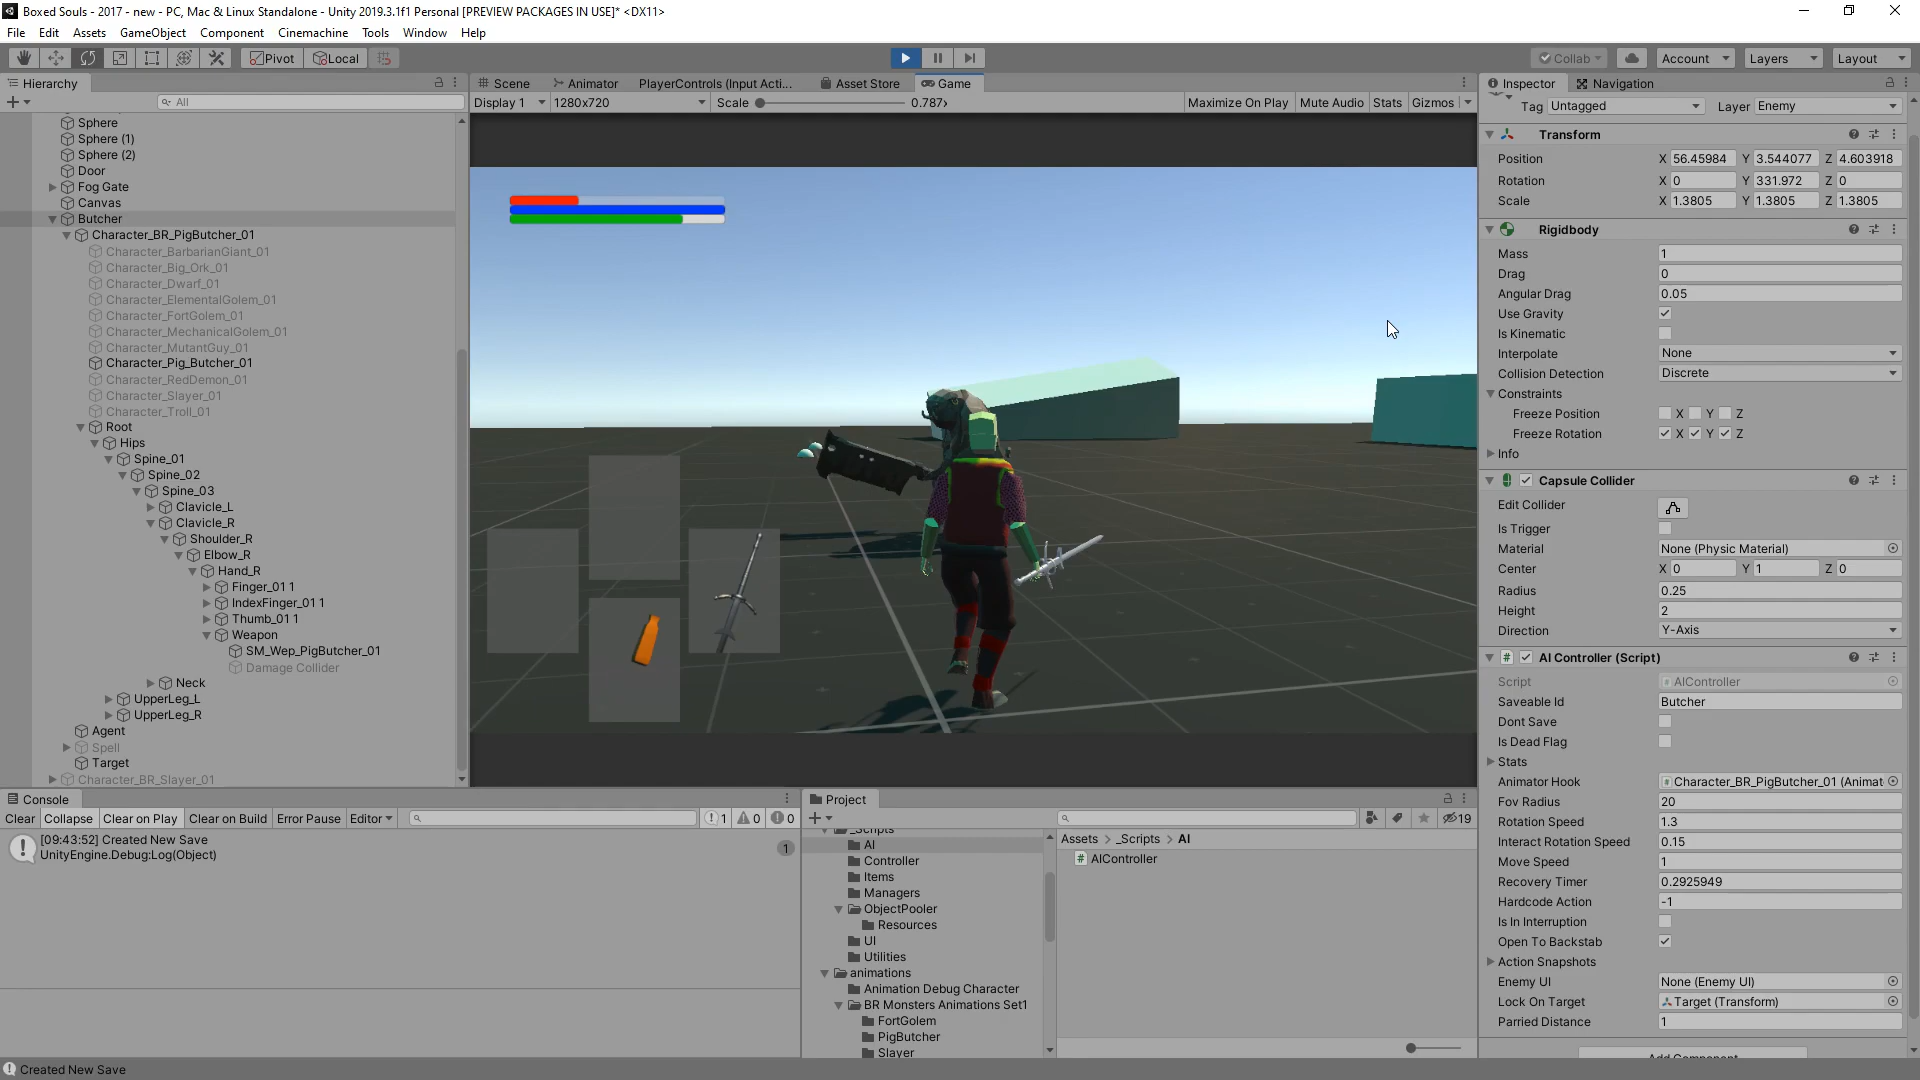 Boxed Souls - 2017 - new - PC, Mac & Linux Standalone - Unity 2019.3.1f1 Personal [PREVIEW PACKAGES IN USE]* <DX11>
File Edit Assets GameObject Component Cinemachine Tools Window Help
Pivot Local Collab Account Layers Layout
Hierarchy
All
Sphere
Sphere (1)
Sphere (2)
Door
Fog Gate
Canvas
Butcher
Character_BR_PigButcher_01
Character_BarbarianGiant_01
Character_Big_Ork_01
Character_Dwarf_01
Character_ElementalGolem_01
Character_FortGolem_01
Character_MechanicalGolem_01
Character_MutantGuy_01
Character_Pig_Butcher_01
Character_RedDemon_01
Character_Slayer_01
Character_Troll_01
Root
Hips
Spine_01
Spine_02
Spine_03
Clavicle_L
Clavicle_R
Shoulder_R
Elbow_R
Hand_R
Finger_01 1
IndexFinger_01 1
Thumb_01 1
Weapon
SM_Wep_PigButcher_01
Damage Collider
Neck
UpperLeg_L
UpperLeg_R
Agent
Spell
Target
Character_BR_Slayer_01
Scene Animator PlayerControls (Input Acti... Asset Store Game
Display 1 1280x720 Scale 0.787x Maximize On Play Mute Audio Stats Gizmos
Inspector Navigation
Tag Untagged Layer Enemy
Transform
Position X 56.45984 Y 3.544077 Z 4.603918
Rotation X 0 Y 331.972 Z 0
Scale X 1.3805 Y 1.3805 Z 1.3805
Rigidbody
Mass 1
Drag 0
Angular Drag 0.05
Use Gravity
Is Kinematic
Interpolate None
Collision Detection Discrete
Constraints
Freeze Position X Y Z
Freeze Rotation X Y Z
Info
Capsule Collider
Edit Collider
Is Trigger
Material None (Physic Material)
Center X 0 Y 1 Z 0
Radius 0.25
Height 2
Direction Y-Axis
# AI Controller (Script)
Script AIController
Saveable Id Butcher
Dont Save
Is Dead Flag
Stats
Animator Hook Character_BR_PigButcher_01 (Animat
Fov Radius 20
Rotation Speed 1.3
Interact Rotation Speed 0.15
Move Speed 1
Recovery Timer 0.2925949
Hardcode Action -1
Is In Interruption
Open To Backstab
Action Snapshots
Enemy UI None (Enemy UI)
Lock On Target Target (Transform)
Parried Distance 1
Add Component
Console
Clear Collapse Clear on Play Clear on Build Error Pause Editor 1 0 0
[09:43:52] Created New Save
UnityEngine.Debug:Log(Object)
1
Project
19
_Scripts
AI
Controller
Items
Managers
ObjectPooler
Resources
UI
Utilities
animations
Animation Debug Character
BR Monsters Animations Set1
FortGolem
PigButcher
Slayer
Assets > _Scripts > AI
# AIController
Created New Save